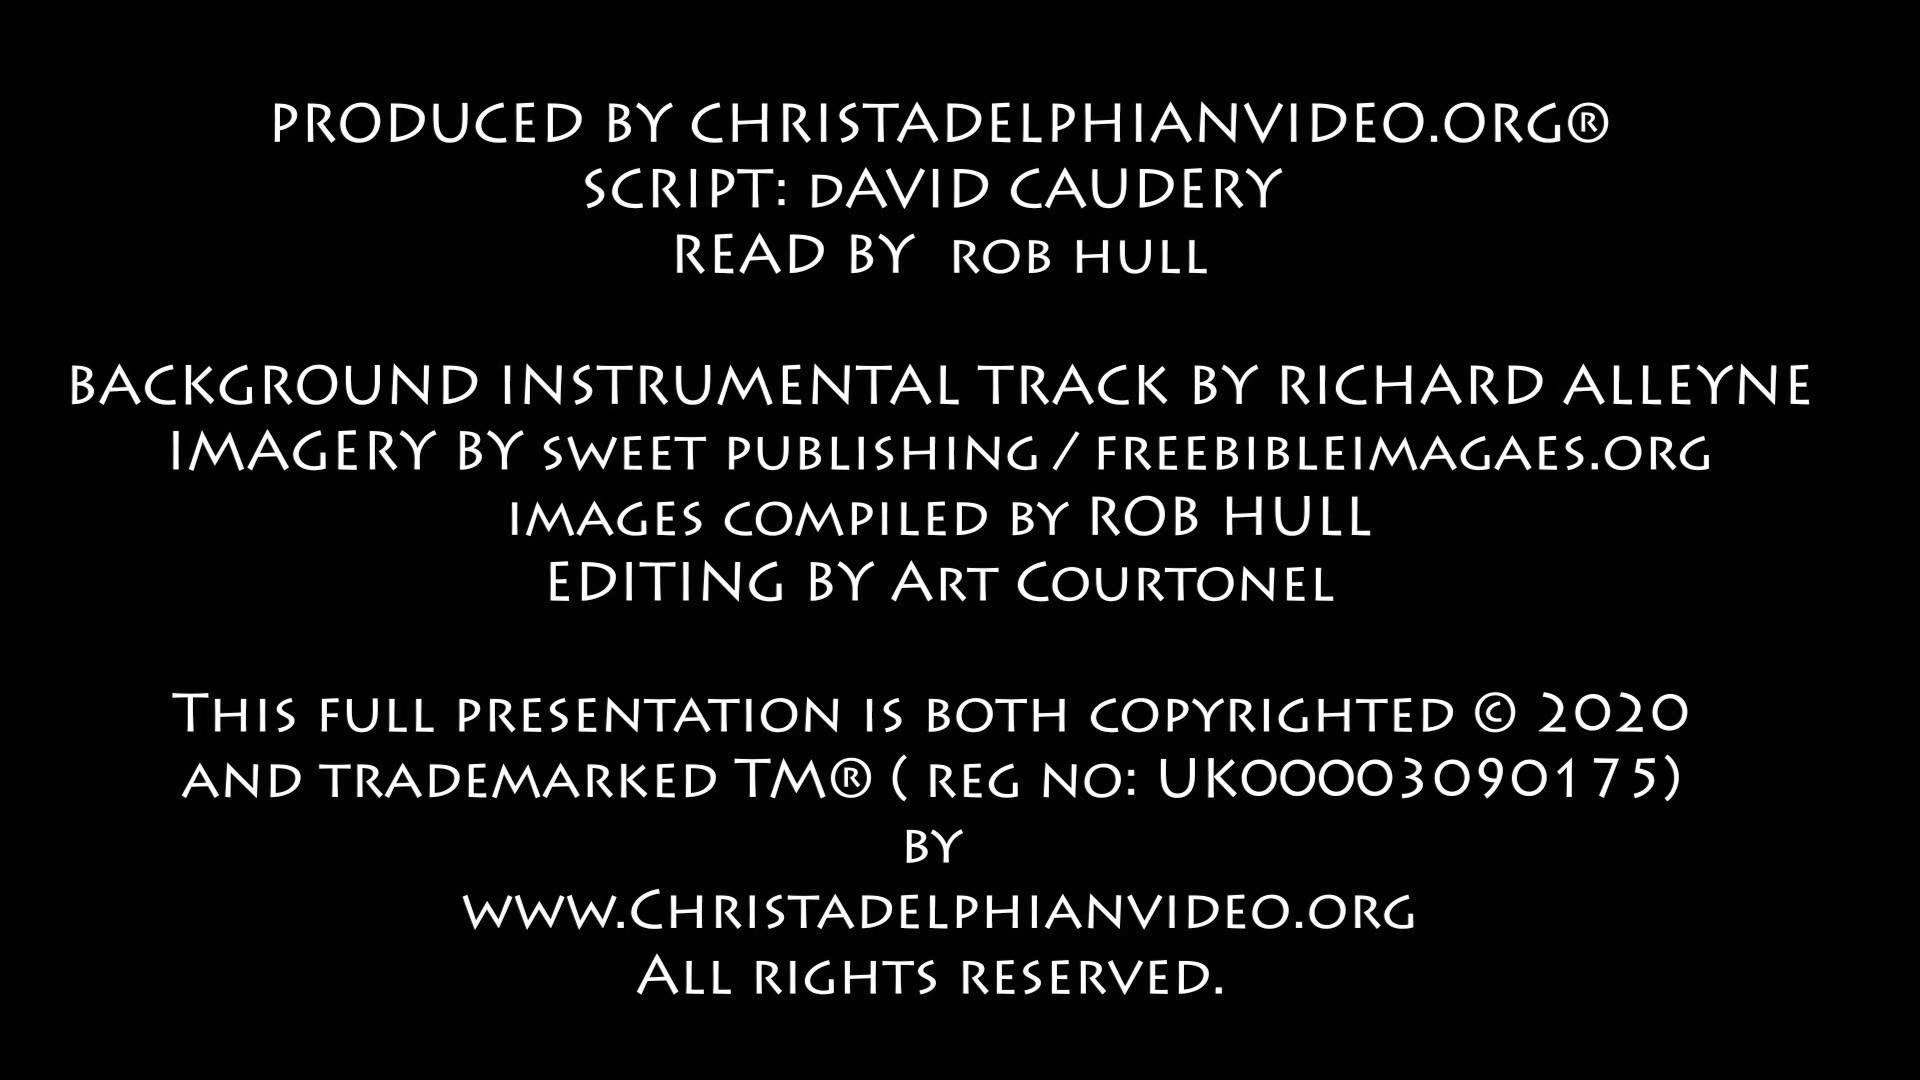 PRODUCED BY CHRISTADELPHIANVIDEO.ORG®
SCRIPT: DAVID CAUDERY
READ BY ROB HULL
BACKGROUND INSTRUMENTAL TRACK BY RICHARD ALLEYNE
IMAGERY BY SWEET PUBLISHING / FREEBIBLEIMAGAES.ORG
IMAGES COMPILED BY ROB HULL
EDITING BY ART COURTONEL
THIS FULL PRESENTATION IS BOTH COPYRIGHTED © 2020
AND TRADEMARKED TM® ( REG NO: UK00003090175)
BY
WWW.CHRISTADELPHIANVIDEO.ORG
ALL RIGHTS RESERVED.